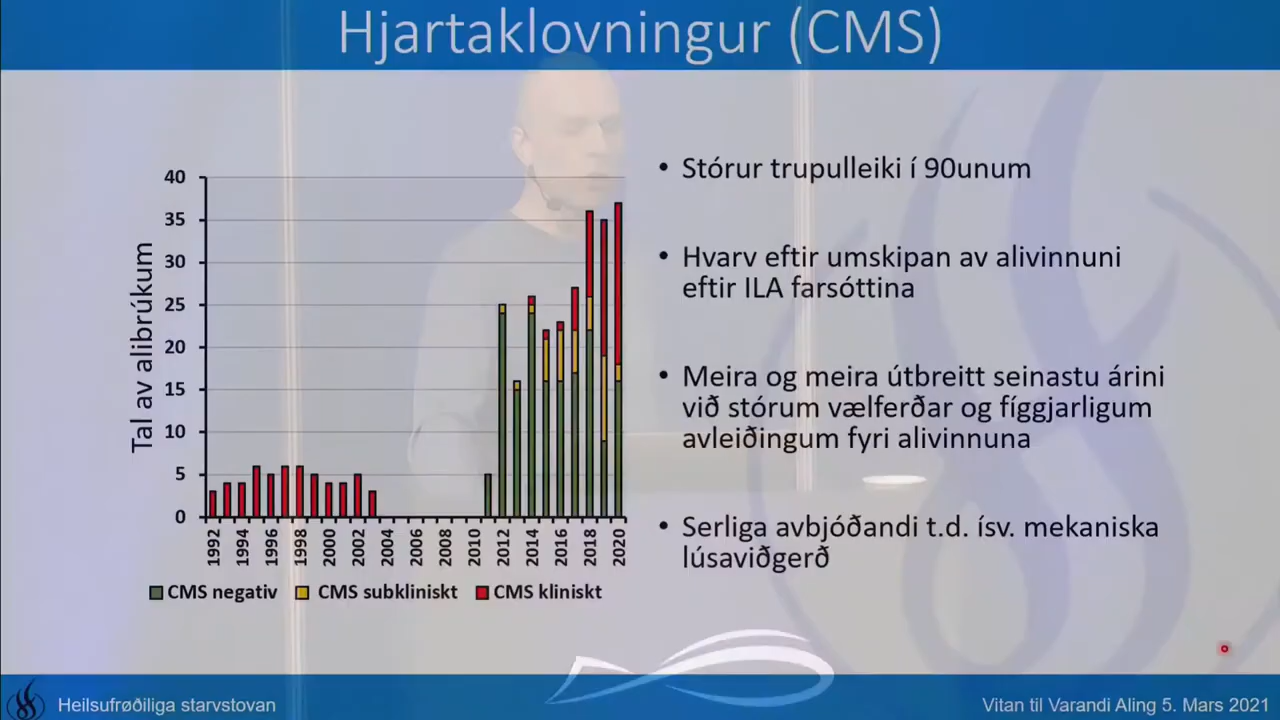 Hjartaklovningur (CMS)
Tal av alibrúkum
40
35
30
25
20
15
10
5
0
1992
1994
1996
1998
2000
2002
2004
2006
2008
2010
2012
2014
2016
2018
2020
CMS negativ
CMS subkliniskt
CMS kliniskt
• Stórur trupulleiki í 90unum
• Hvarv eftir umskipan av alivinnuni
eftir ILA farsóttina
• Meira og meira útbreitt seinastu árini
við stórum vælferðar og fíggjarligum
avleiðingum fyri alivinnuna
• Serliga avbjóðandi t.d. ísv. mekaniska
lúsaviðgerð
Heilsufrøðiliga starvstovan
Vitan til Varandi Aling 5. Mars 2021